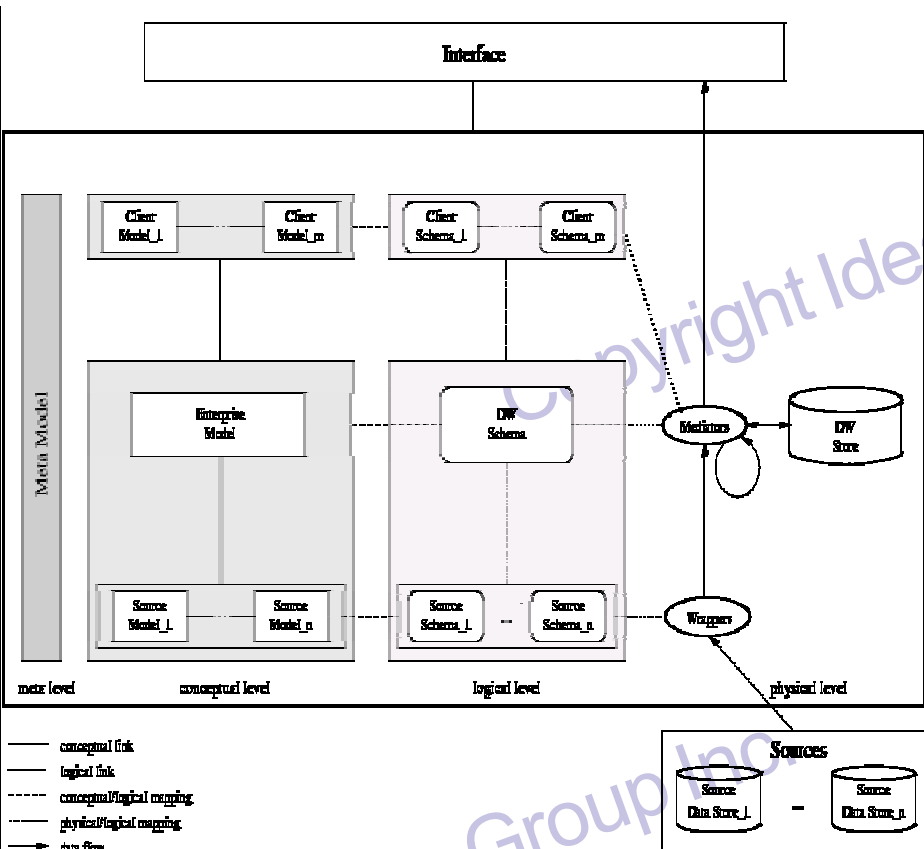 Interface
Client
Model_1
Client
Model_m
Client
Schema_1
Client
Schema_m
Copyright Ide
Meta Model
Enterprise
Model
DW
Schema
Mediators
DW
Store
Source
Model_1
Source
Model_n
Source
Schema_1
Source
Schema_n
Wrappers
meta level
conceptual level
logical level
physical level
conceptual link
logical link
conceptual/logical mapping
physical/logical mapping
data flow
Sources
Source
Data Store_1
Source
Data Store_n
Group Inc.